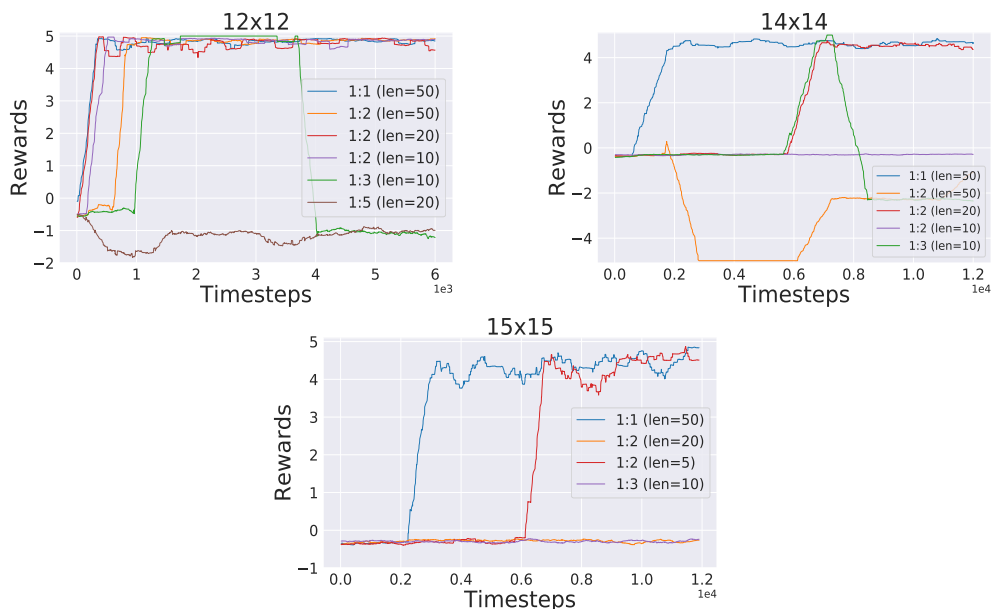 12x12
5
4
3
2
1
0
−1
−2
Rewards
1:1 (len=50)
1:2 (len=50)
1:2 (len=20)
1:2 (len=10)
1:3 (len=10)
1:5 (len=20)
0 1 2 3 4 5 6
1e3
Timesteps
14x14
4
2
0
−2
−4
Rewards
1:1 (len=50)
1:2 (len=50)
1:2 (len=20)
1:2 (len=10)
1:3 (len=10)
0.0 0.2 0.4 0.6 0.8 1.0 1.2
1e4
Timesteps
15x15
5
4
3
2
1
0
−1
Rewards
1:1 (len=50)
1:2 (len=20)
1:2 (len=5)
1:3 (len=10)
0.0 0.2 0.4 0.6 0.8 1.0 1.2
1e4
Timesteps